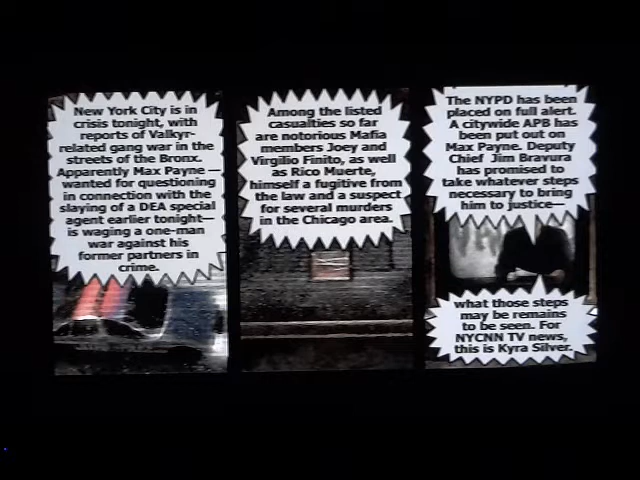 New York City is in
crisis tonight, with
reports of Valkyr-
related gang war in the
streets of the Bronx.
Apparently Max Payne —
wanted for questioning
in connection with the
slaying of a DEA special
agent earlier tonight—
is waging a one-man
war against his
former partners in
crime.
Among the listed
casualties so far
are notorious Mafia
members Joey and
Virgilio Finito, as well
as Rico Muerte,
himself a fugitive from
the law and a suspect
for several murders
in the Chicago area.
The NYPD has been
placed on full alert.
A citywide APB has
been put out on
Max Payne. Deputy
Chief Jim Bravura
has promised to
take whatever steps
necessary to bring
him to justice—
what those steps
may be remains
to be seen. For
NYCNN TV news,
this is Kyra Silver.